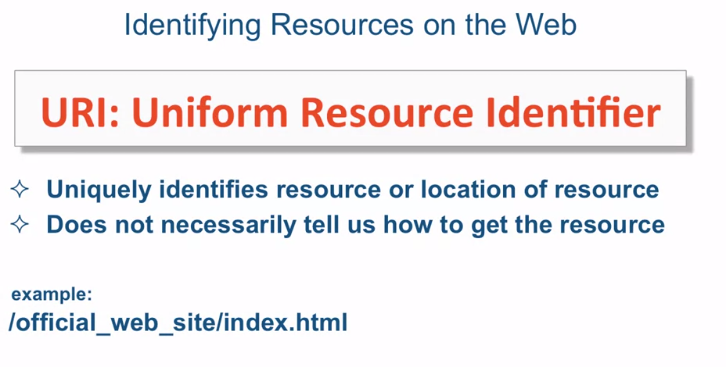 Identifying Resources on the Web
URI: Uniform Resource Identifier
Uniquely identifies resource or location of resource
Does not necessarily tell us how to get the resource
example:
/official_web_site/index.html